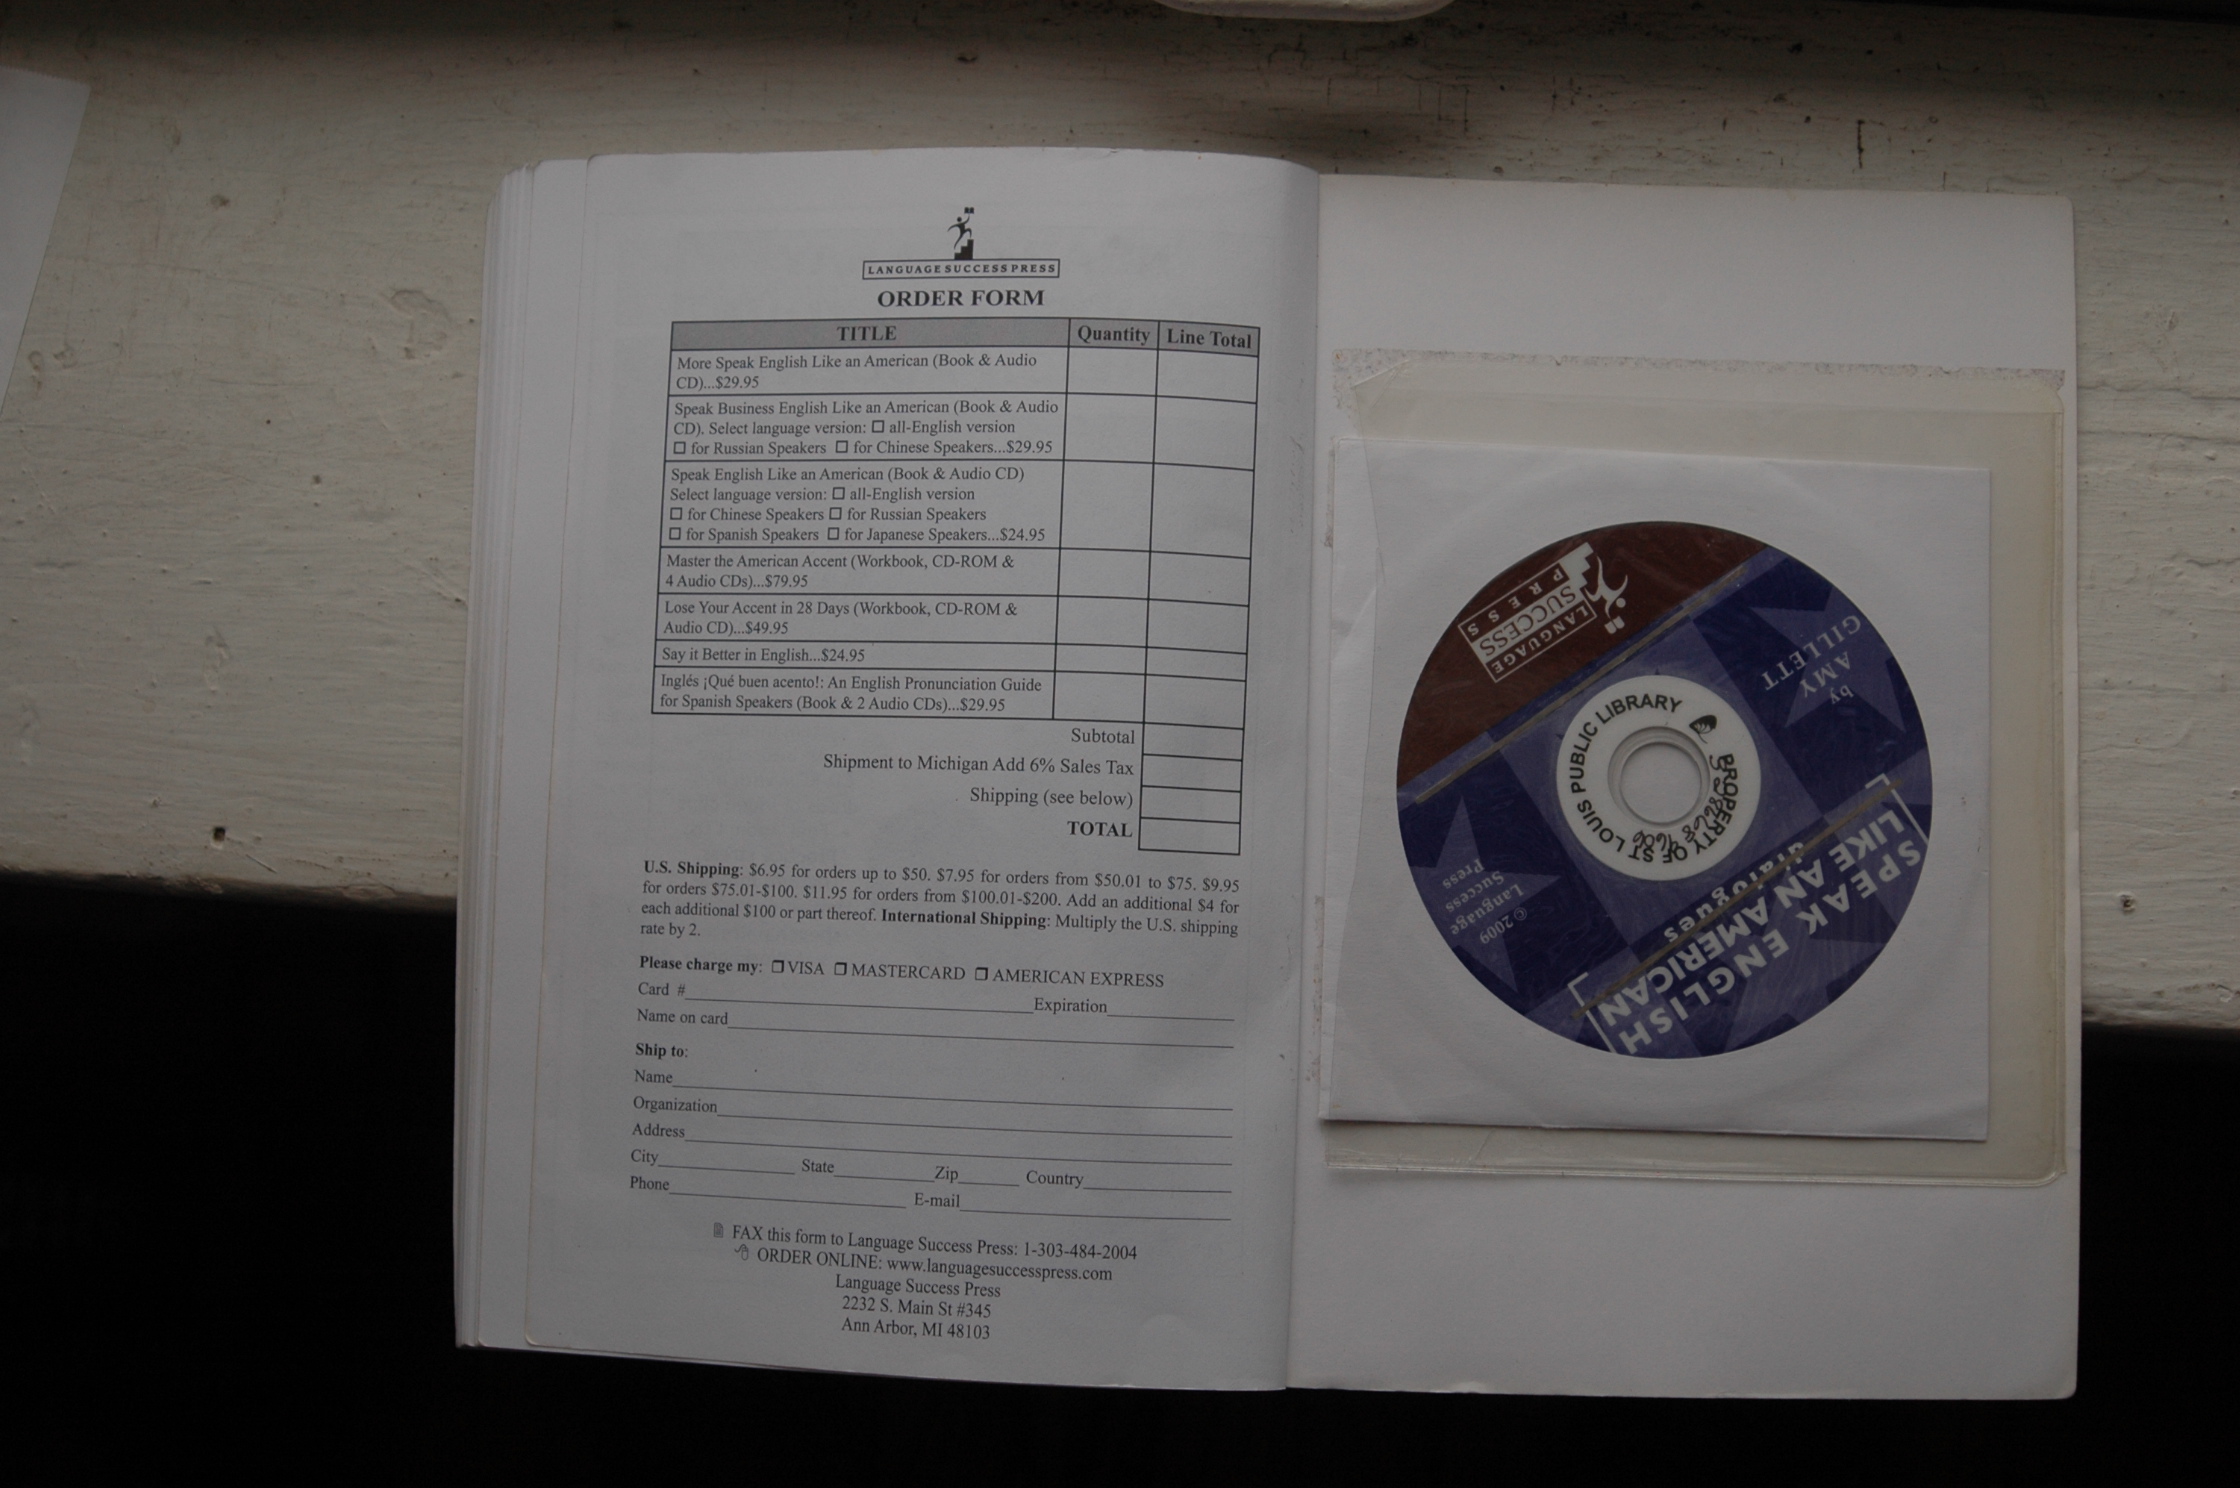 LANGUAGE SUCCESS PRESS
ORDER FORM
TITLE Quantity Line Total
More Speak English Like an American (Book & Audio
CD)...$29.95
Speak Business English Like an American (Book & Audio
CD). Select language version: ☐ all-English version
☐ for Russian Speakers ☐ for Chinese Speakers...$29.95
Speak English Like an American (Book & Audio CD)
Select language version: ☐ all-English version
☐ for Chinese Speakers ☐ for Russian Speakers
☐ for Spanish Speakers ☐ for Japanese Speakers...$24.95
Master the American Accent (Workbook, CD-ROM &
4 Audio CDs)...$79.95
Lose Your Accent in 28 Days (Workbook, CD-ROM &
Audio CD)...$49.95
Say it Better in English...$24.95
Inglés ¡Qué buen acento!: An English Pronunciation Guide
for Spanish Speakers (Book & 2 Audio CDs)...$29.95
Subtotal
Shipment to Michigan Add 6% Sales Tax
Shipping (see below)
TOTAL
U.S. Shipping: $6.95 for orders up to $50. $7.95 for orders from $50.01 to $75. $9.95
for orders $75.01-$100. $11.95 for orders from $100.01-$200. Add an additional $4 for
each additional $100 or part thereof. International Shipping: Multiply the U.S. shipping
rate by 2.
Please charge my: ☐ VISA ☐ MASTERCARD ☐ AMERICAN EXPRESS
Card # Expiration
Name on card
Ship to:
Name
Organization
Address
City State Zip Country
Phone E-mail
FAX this form to Language Success Press: 1-303-484-2004
ORDER ONLINE: www.languagesuccesspress.com
Language Success Press
2232 S. Main St #345
Ann Arbor, MI 48103
SPEAK ENGLISH
LIKE AN AMERICAN
dialogues
PROPERTY OF ST LOUIS PUBLIC LIBRARY
© 2009
Language
Success
Press
by
AMY
GILLETT
LANGUAGE
SUCCESS
PRESS